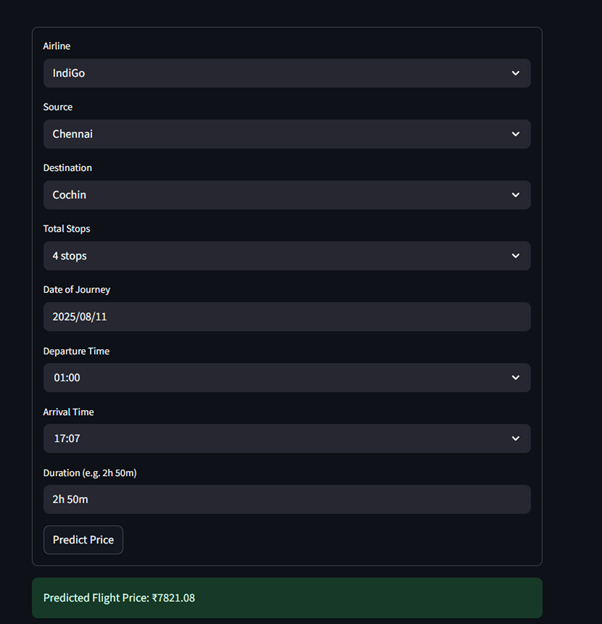 Airline
IndiGo
Source
Chennai
Destination
Cochin
Total Stops
4 stops
Date of Journey
2025/08/11
Departure Time
01:00
Arrival Time
17:07
Duration (e.g. 2h 50m)
2h 50m
Predict Price
Predicted Flight Price: ₹7821.08